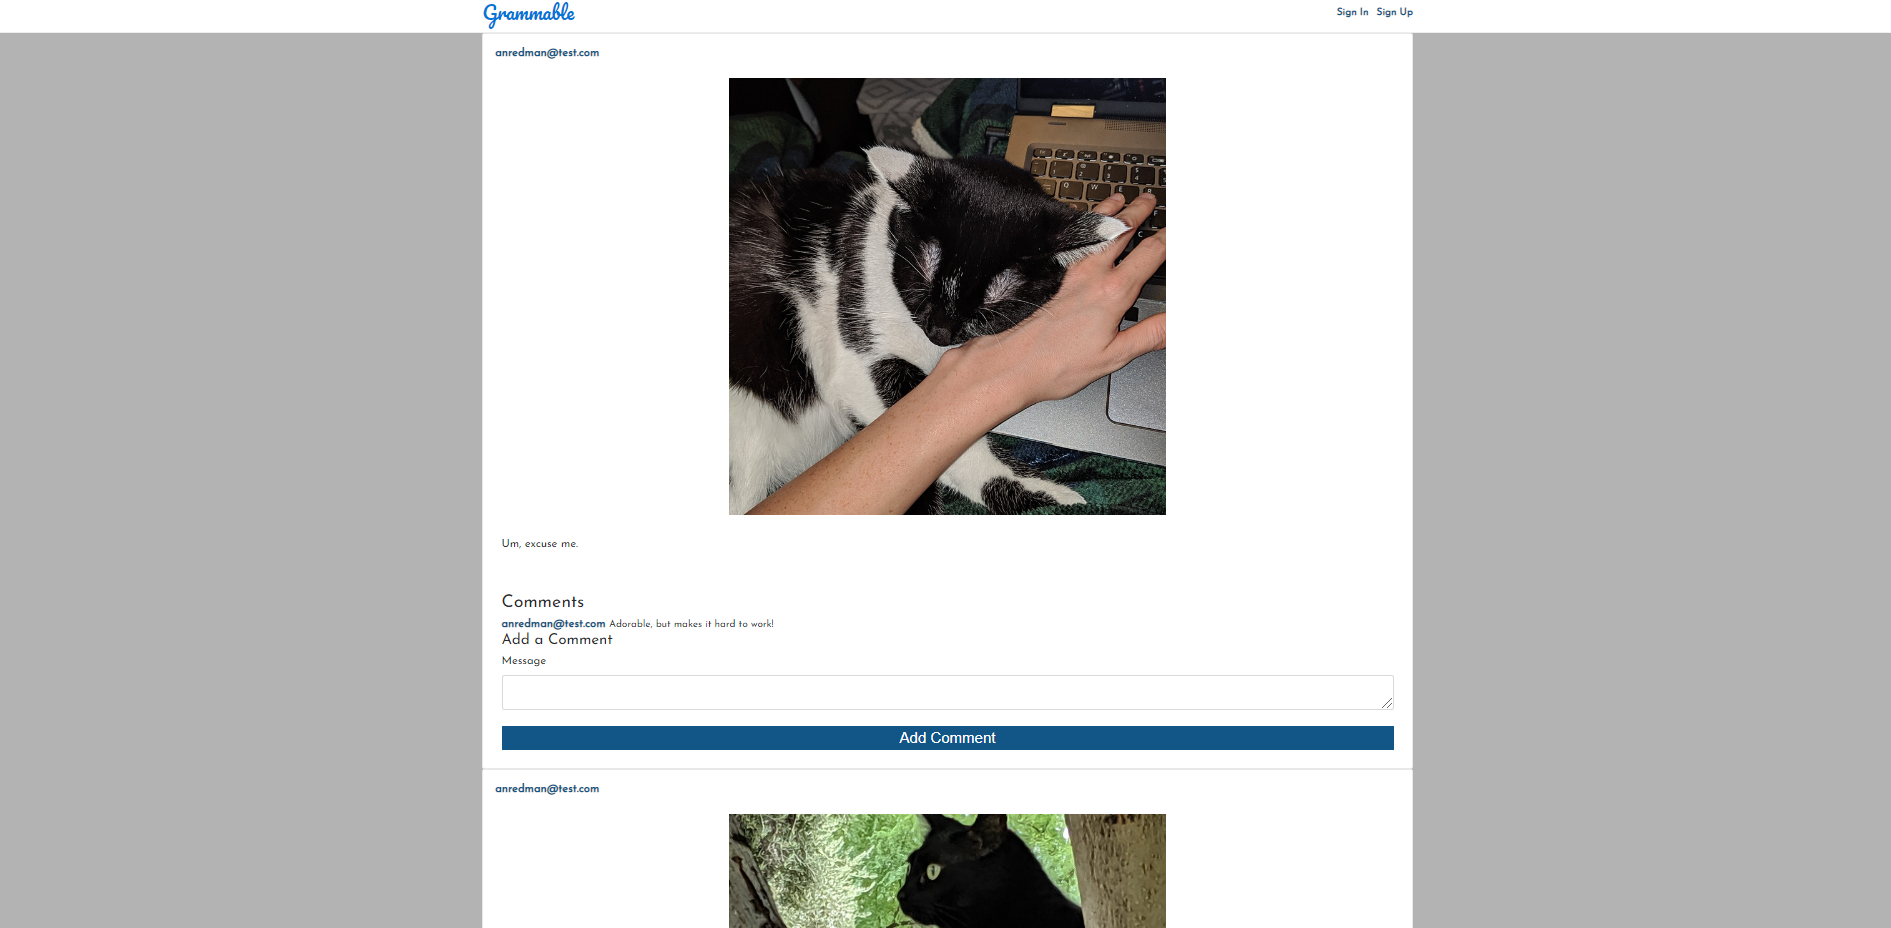 Grammable
Sign In Sign Up
anredman@test.com
Um, excuse me.
Comments
anredman@test.com Adorable, but makes it hard to work!
Add a Comment
Message
Add Comment
anredman@test.com